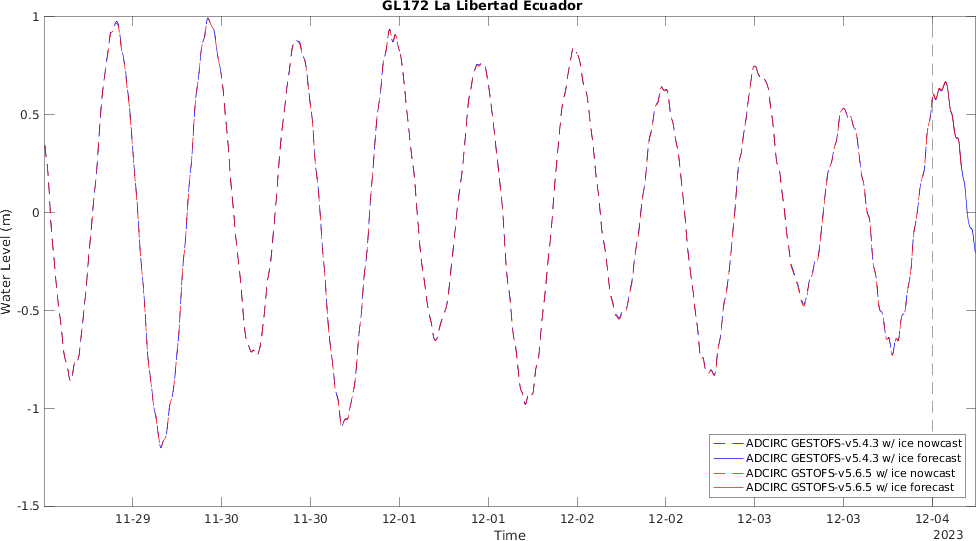 GL172 La Libertad Ecuador
1
0.5
0
-0.5
-1
-1.5
Water Level (m)
11-29
11-30
11-30
12-01
12-01
12-02
12-02
12-03
12-03
12-04
2023
Time
ADCIRC GESTOFS-v5.4.3 w/ ice nowcast
ADCIRC GESTOFS-v5.4.3 w/ ice forecast
ADCIRC GSTOFS-v5.6.5 w/ ice nowcast
ADCIRC GSTOFS-v5.6.5 w/ ice forecast